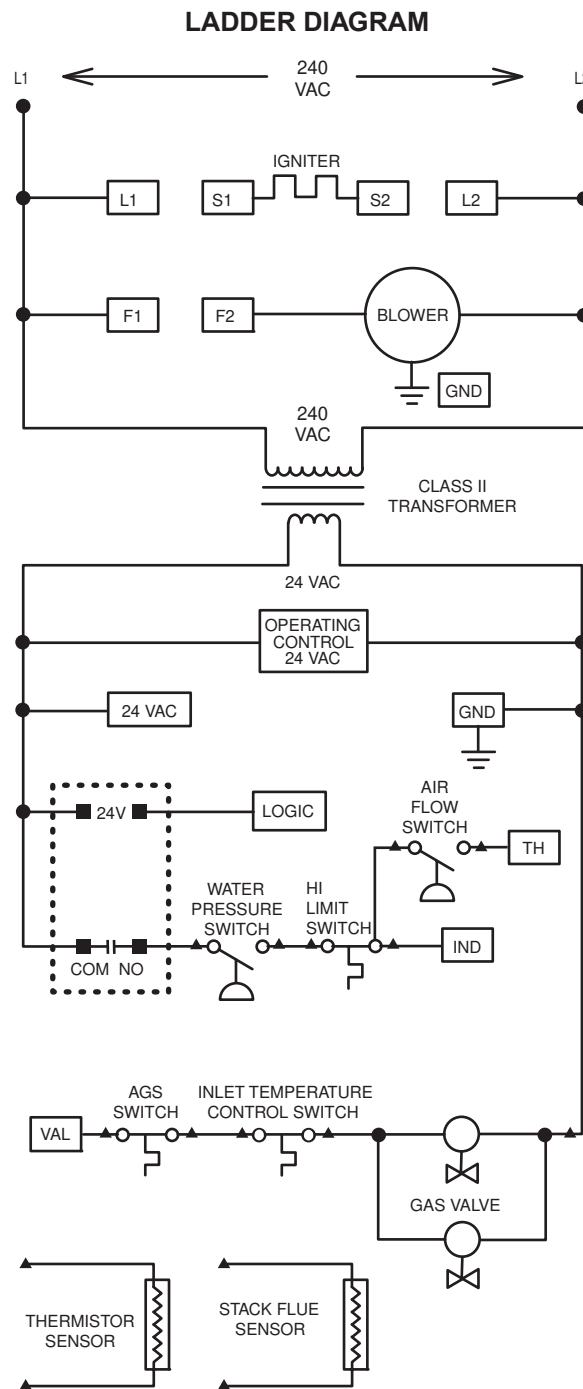 LADDER DIAGRAM
L1
240
VAC
L2
IGNITER
L1
S1
S2
L2
F1
F2
BLOWER
GND
240
VAC
CLASS II
TRANSFORMER
24 VAC
OPERATING
CONTROL
24 VAC
24 VAC
GND
24V
LOGIC
AIR
FLOW
SWITCH
TH
WATER
PRESSURE
SWITCH
HI
LIMIT
SWITCH
COM NO
IND
AGS
SWITCH
INLET TEMPERATURE
CONTROL SWITCH
VAL
GAS VALVE
THERMISTOR
SENSOR
STACK FLUE
SENSOR